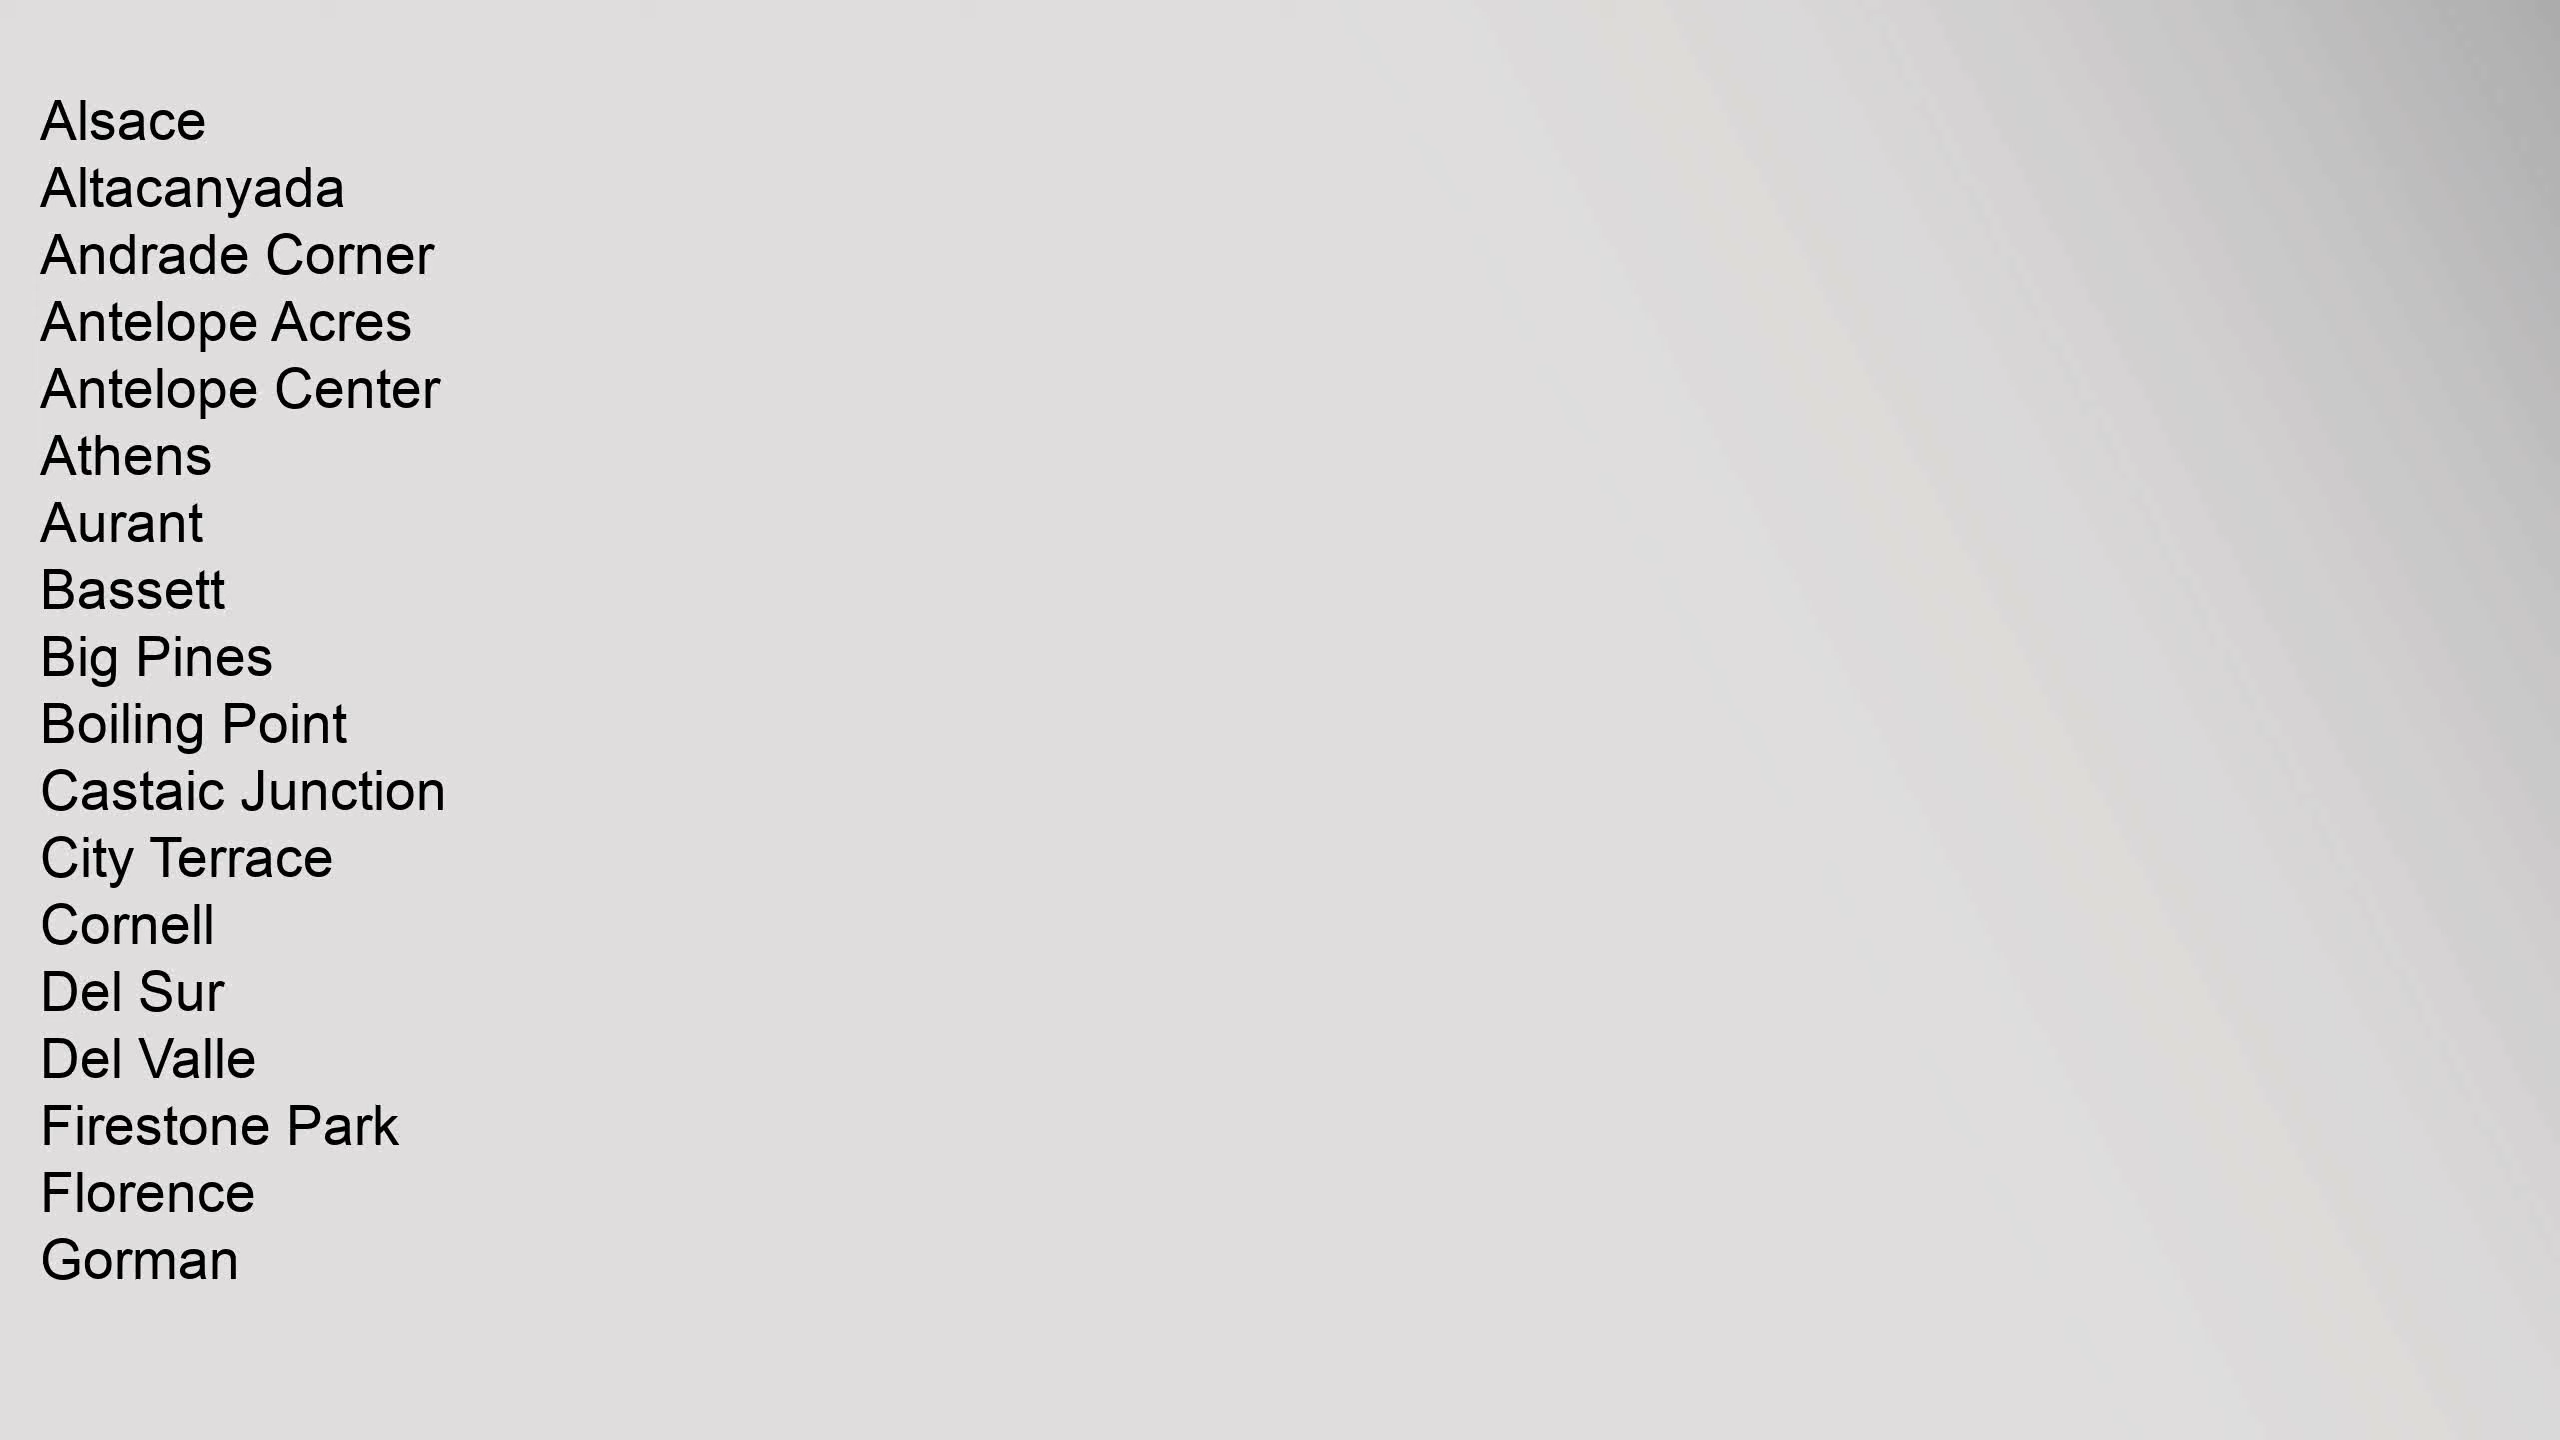 Alsace
Altacanyada
Andrade Corner
Antelope Acres
Antelope Center
Athens
Aurant
Bassett
Big Pines
Boiling Point
Castaic Junction
City Terrace
Cornell
Del Sur
Del Valle
Firestone Park
Florence
Gorman